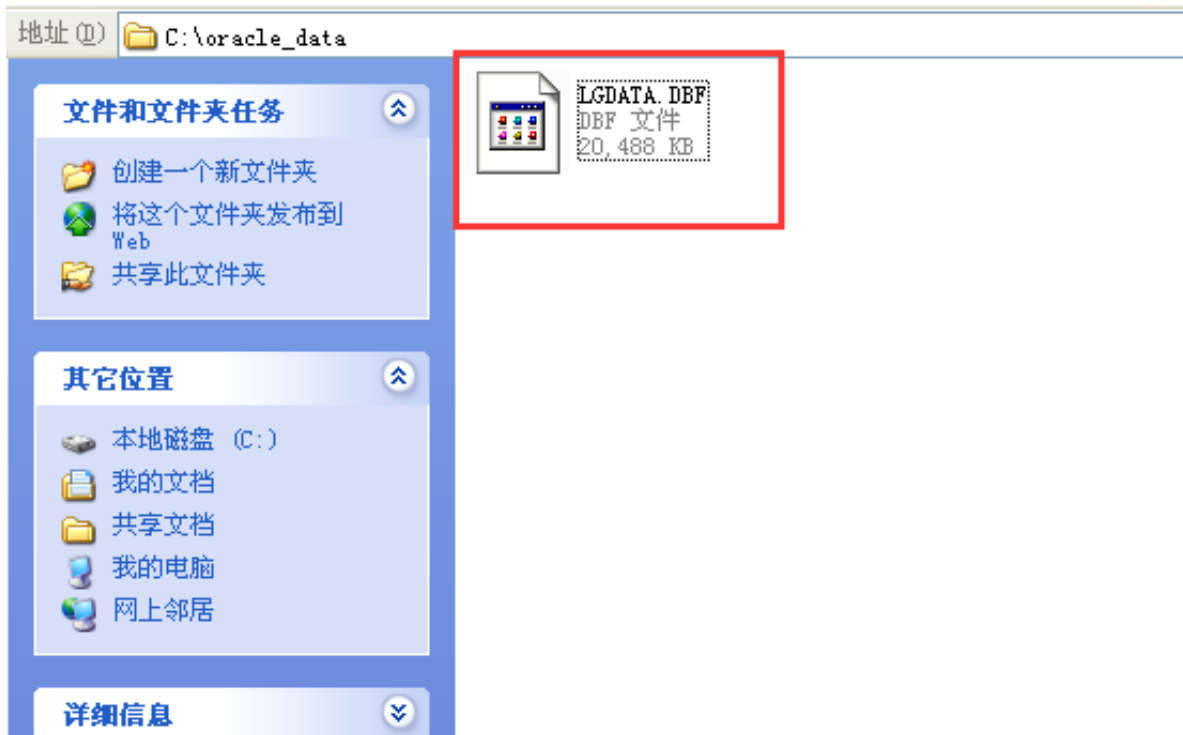 地址(D) C:\oracle_data
文件和文件夹任务
创建一个新文件夹
将这个文件夹发布到
Web
共享此文件夹
其它位置
本地磁盘 (C:)
我的文档
共享文档
我的电脑
网上邻居
详细信息
LGDATA.DBF
DBF 文件
20,488 KB